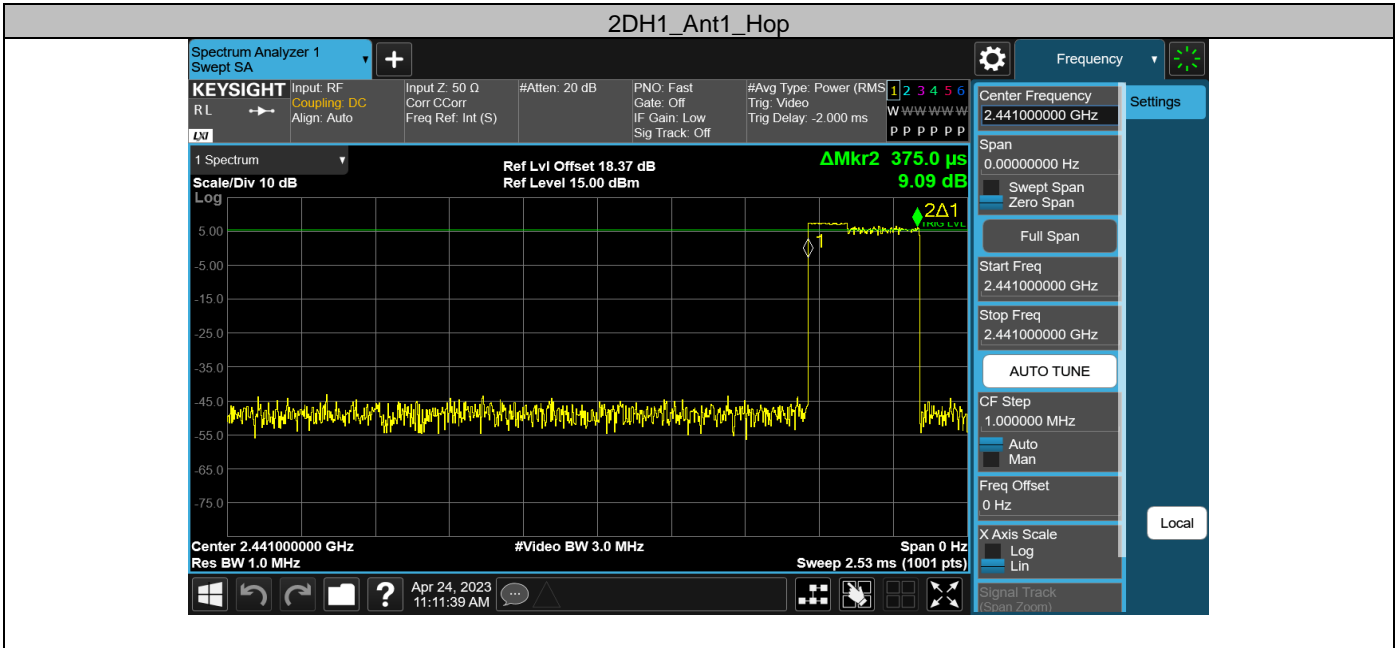 2DH1_Ant1_Hop
Spectrum Analyzer 1
Swept SA
Frequency
KEYSIGHT
RL
LXI
Input: RF
Coupling: DC
Align: Auto
Input Z: 50 Ω
Corr CCorr
Freq Ref: Int (S)
#Atten: 20 dB
PNO: Fast
Gate: Off
IF Gain: Low
Sig Track: Off
#Avg Type: Power (RMS
Trig: Video
Trig Delay: -2.000 ms
1 2 3 4 5 6
W W W W W W
P P P P P P
1 Spectrum
Scale/Div 10 dB
Log
Ref Lvl Offset 18.37 dB
Ref Level 15.00 dBm
ΔMkr2 375.0 µs
9.09 dB
2Δ1
TRIG LVL
1
5.00
-5.00
-15.0
-25.0
-35.0
-45.0
-55.0
-65.0
-75.0
Center 2.441000000 GHz
Res BW 1.0 MHz
#Video BW 3.0 MHz
Span 0 Hz
Sweep 2.53 ms (1001 pts)
Center Frequency
2.441000000 GHz
Settings
Span
0.00000000 Hz
Swept Span
Zero Span
Full Span
Start Freq
2.441000000 GHz
Stop Freq
2.441000000 GHz
AUTO TUNE
CF Step
1.000000 MHz
Auto
Man
Freq Offset
0 Hz
X Axis Scale
Log
Lin
Local
Signal Track
(Span Zoom)
?
Apr 24, 2023
11:11:39 AM